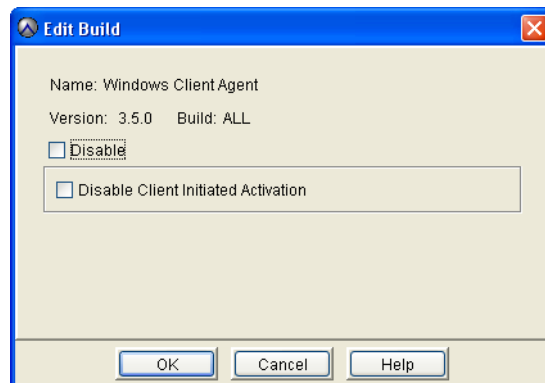 Edit Build
Name: Windows Client Agent
Version: 3.5.0 Build: ALL
Disable
Disable Client Initiated Activation
OK Cancel Help